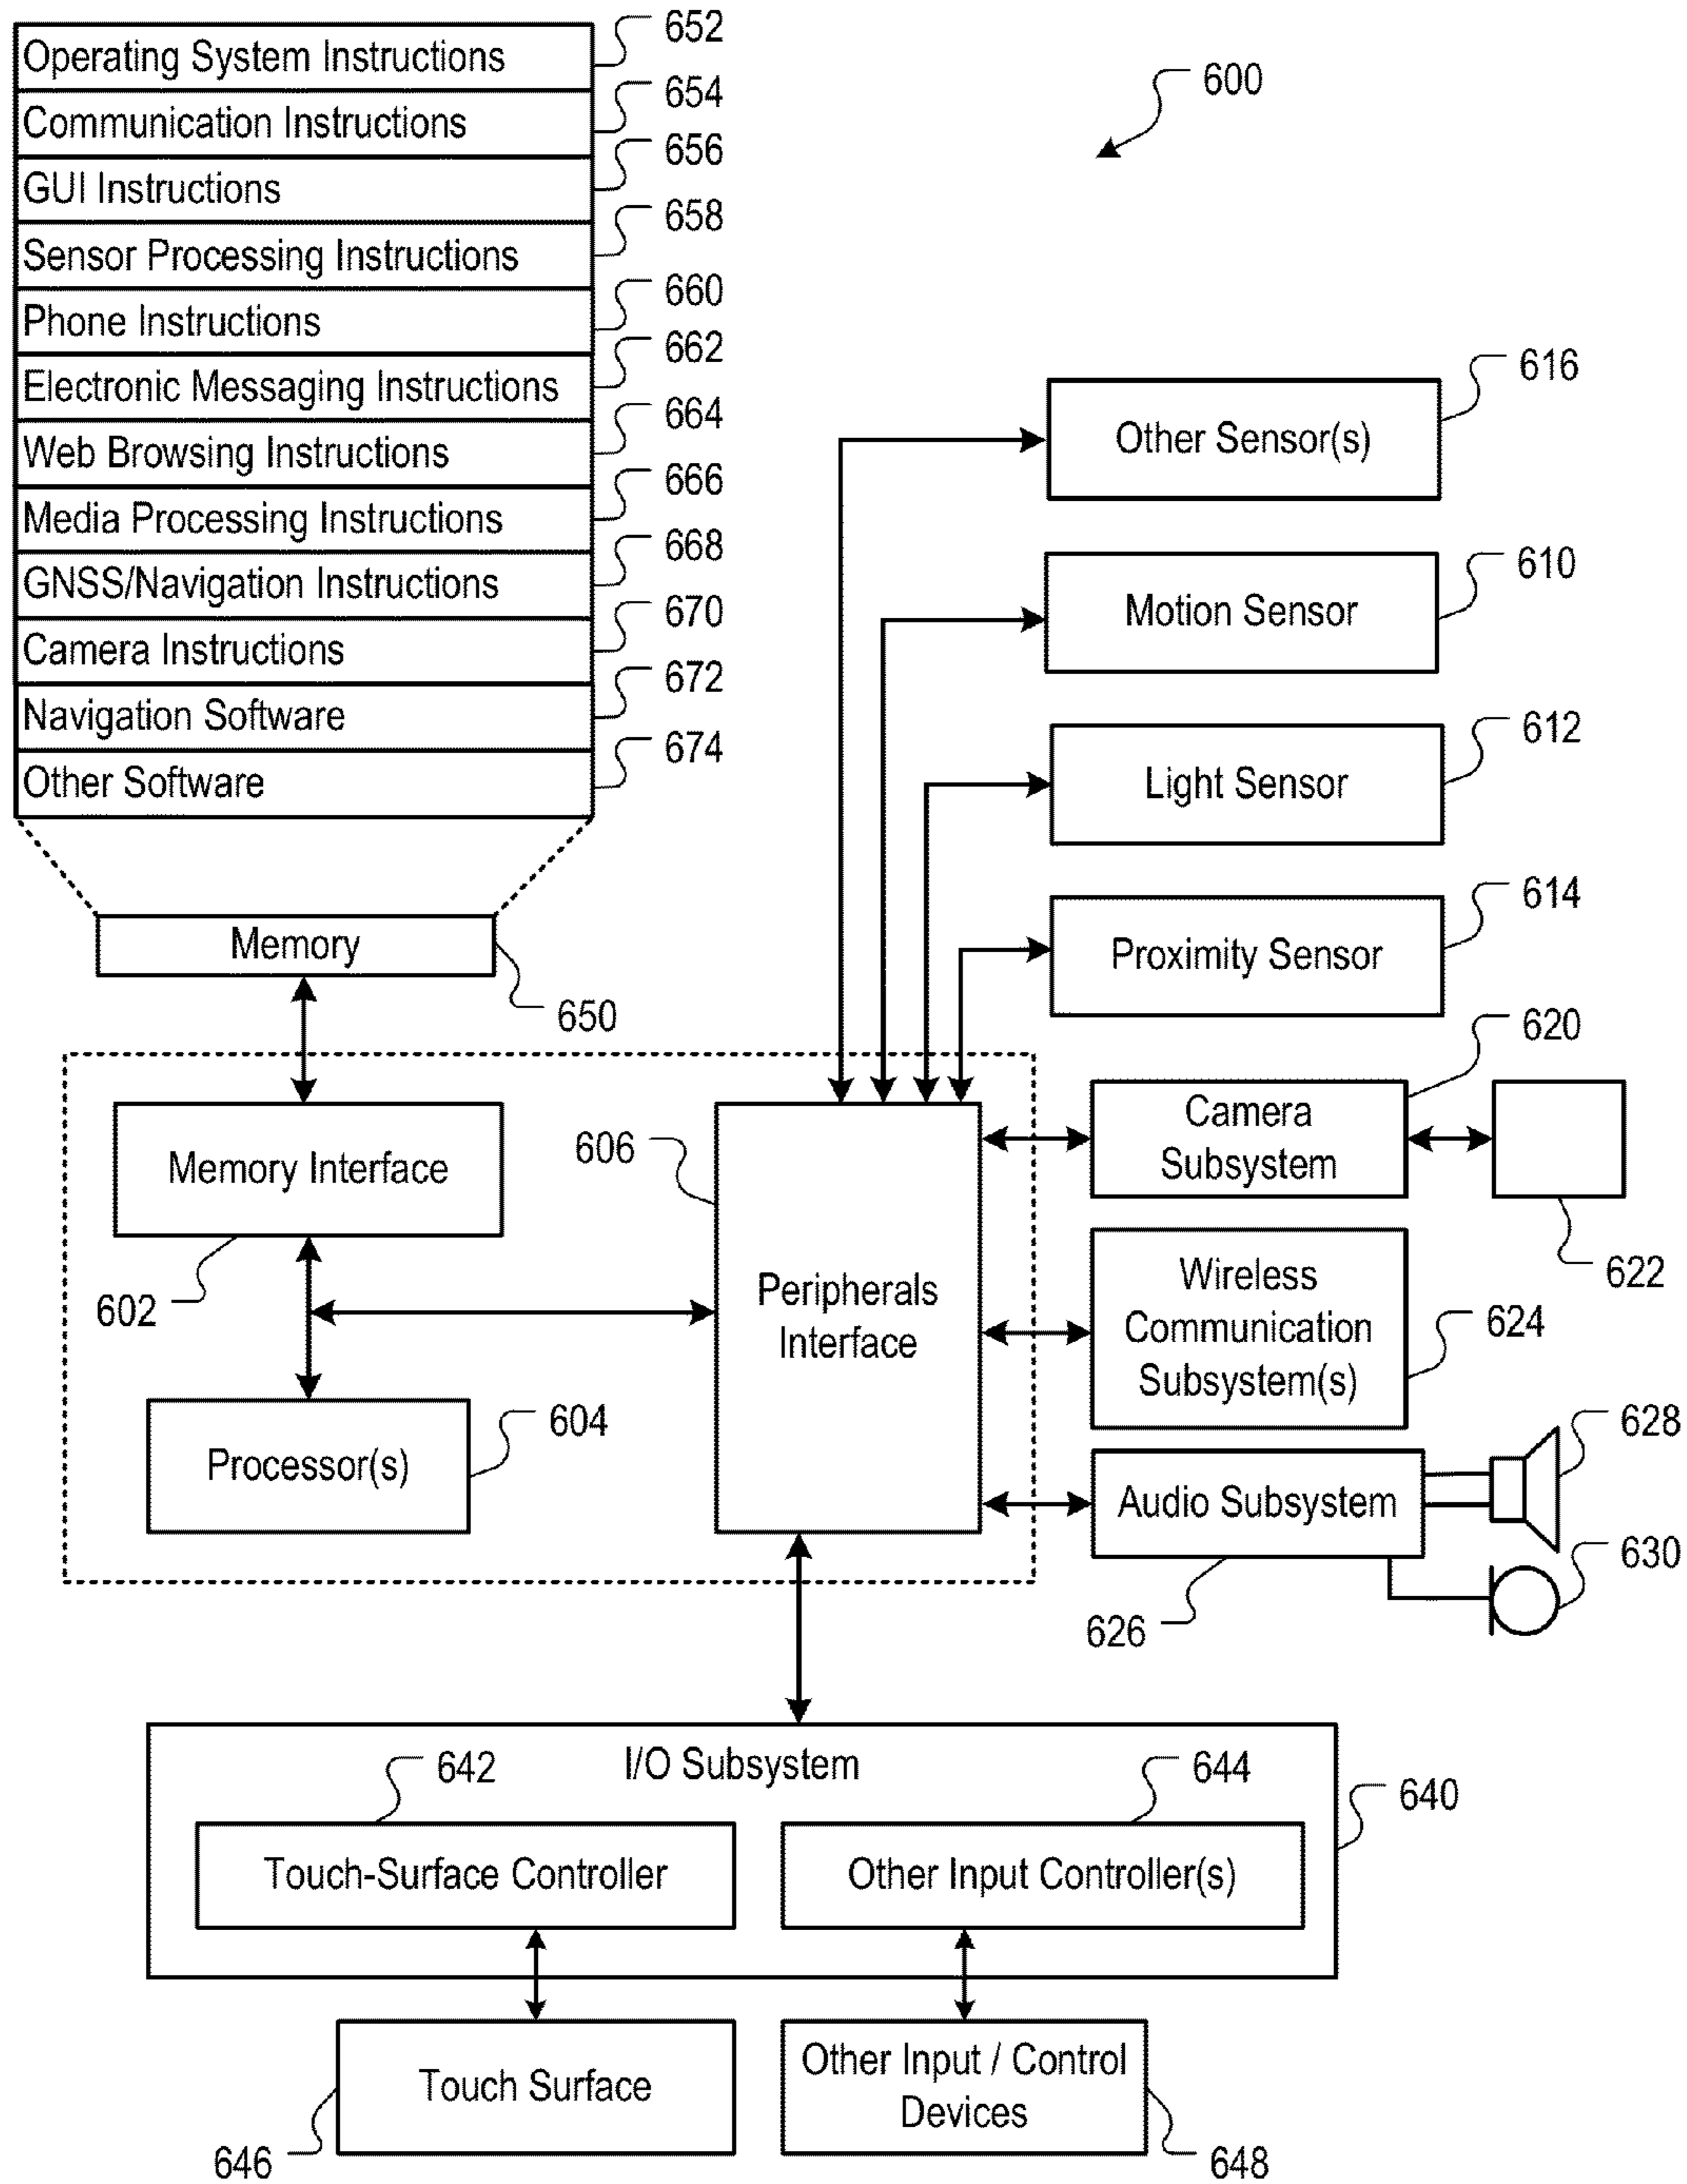 652
Operating System Instructions
654
Communication Instructions
656
GUI Instructions
658
Sensor Processing Instructions
660
Phone Instructions
662
Electronic Messaging Instructions
664
Web Browsing Instructions
666
Media Processing Instructions
668
GNSS/Navigation Instructions
670
Camera Instructions
672
Navigation Software
674
Other Software
Memory
650
600
616
Other Sensor(s)
610
Motion Sensor
612
Light Sensor
614
Proximity Sensor
620
Camera
Subsystem
622
Memory Interface
602
606
Peripherals
Interface
Wireless
Communication
Subsystem(s)
624
604
Processor(s)
628
Audio Subsystem
630
626
I/O Subsystem
642
644
640
Touch-Surface Controller
Other Input Controller(s)
Touch Surface
646
Other Input / Control
Devices
648